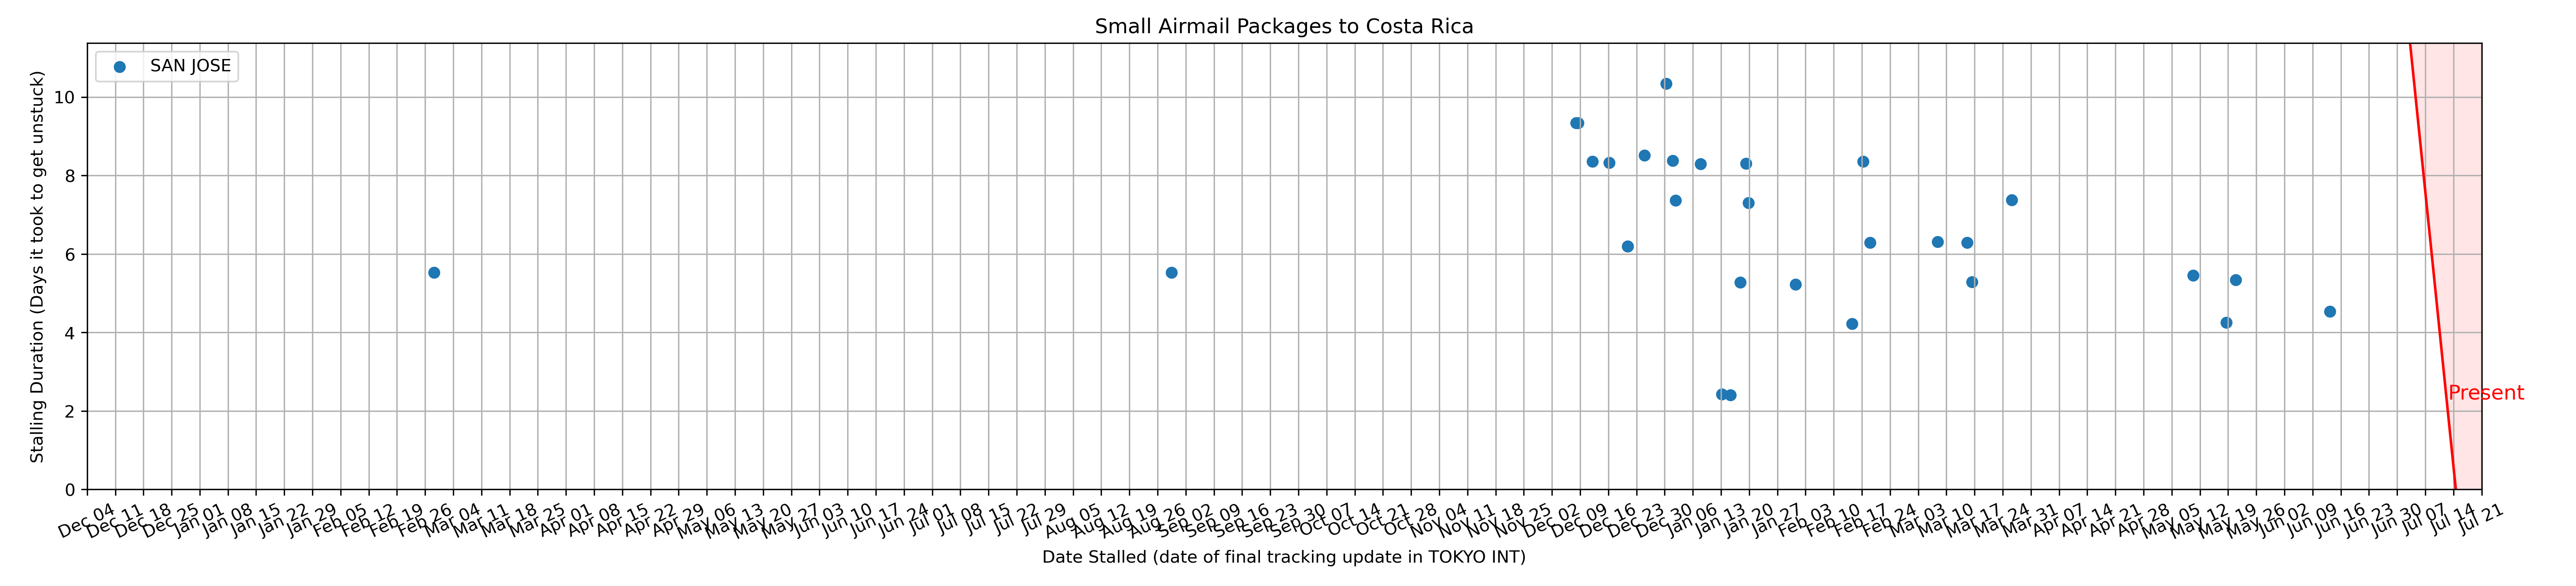 Small Airmail Packages to Costa Rica
SAN JOSE
Stalling Duration (Days it took to get unstuck)
10
8
6
4
2
0
Present
Dec 04
Dec 11
Dec 18
Dec 25
Jan 01
Jan 08
Jan 15
Jan 22
Jan 29
Feb 05
Feb 12
Feb 19
Feb 26
Mar 04
Mar 11
Mar 18
Mar 25
Apr 01
Apr 08
Apr 15
Apr 22
Apr 29
May 06
May 13
May 20
May 27
Jun 03
Jun 10
Jun 17
Jun 24
Jul 01
Jul 08
Jul 15
Jul 22
Jul 29
Aug 05
Aug 12
Aug 19
Aug 26
Sep 02
Sep 09
Sep 16
Sep 23
Sep 30
Oct 07
Oct 14
Oct 21
Oct 28
Nov 04
Nov 11
Nov 18
Nov 25
Dec 02
Dec 09
Dec 16
Dec 23
Dec 30
Jan 06
Jan 13
Jan 20
Jan 27
Feb 03
Feb 10
Feb 17
Feb 24
Mar 03
Mar 10
Mar 17
Mar 24
Mar 31
Apr 07
Apr 14
Apr 21
Apr 28
May 05
May 12
May 19
May 26
Jun 02
Jun 09
Jun 16
Jun 23
Jun 30
Jul 07
Jul 14
Jul 21
Date Stalled (date of final tracking update in TOKYO INT)